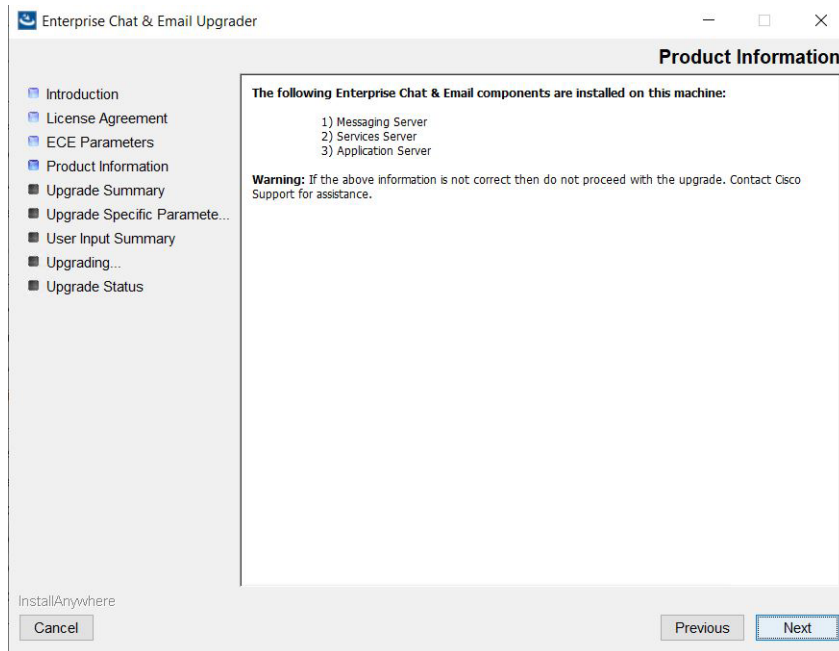 Enterprise Chat & Email Upgrader
Product Information
Introduction
License Agreement
ECE Parameters
Product Information
Upgrade Summary
Upgrade Specific Paramete...
User Input Summary
Upgrading...
Upgrade Status
The following Enterprise Chat & Email components are installed on this machine:
1) Messaging Server
2) Services Server
3) Application Server
Warning: If the above information is not correct then do not proceed with the upgrade. Contact Cisco
Support for assistance.
InstallAnywhere
Cancel
Previous
Next